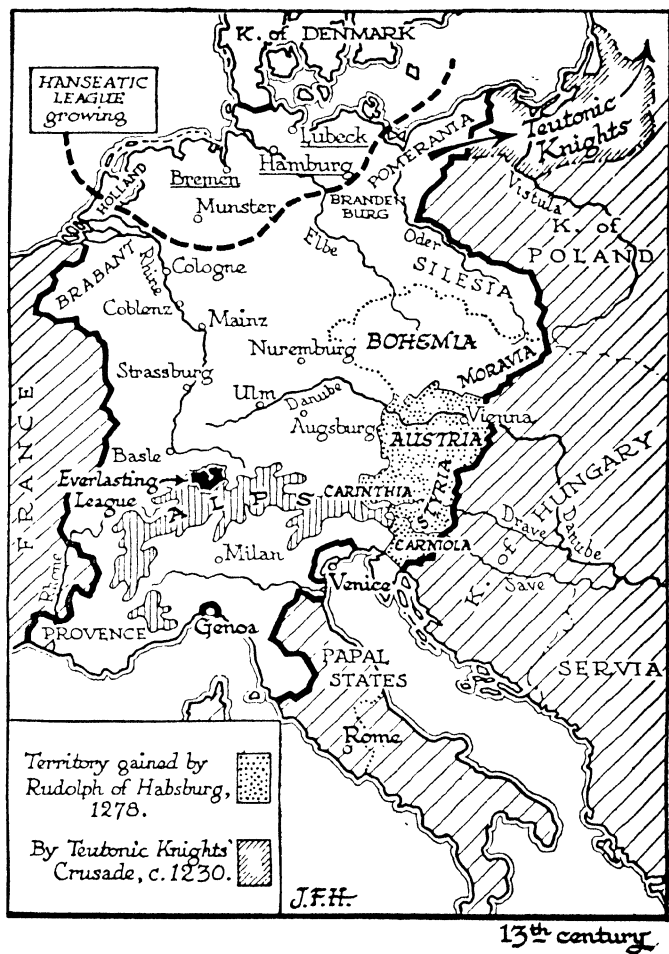 K. of DENMARK
HANSEATIC
LEAGUE
growing
Lübeck
Hamburg
Bremen
HOLLAND
Munster
POMERANIA
Teutonic
Knights
BRANDEN
BURG
Vistula
K. of
POLAND
Elbe
Oder
SILESIA
BRABANT
Rhine
Cologne
Coblenz
Mainz
BOHEMIA
Nuremburg
MORAVIA
Strassburg
Ulm
Danube
Augsburg
Vienna
AUSTRIA
FRANCE
Basle
Everlasting
League
ALPS
CARINTHIA
STYRIA
CARNIOLA
K. of HUNGARY
Drave
Danube
Save
Milan
Venice
Rhone
PROVENCE
Genoa
PAPAL
STATES
SERVIA
Rome
Territory gained by
Rudolph of Habsburg,
1278.
By Teutonic Knights'
Crusade, c. 1230.
J.F.H.
13th century